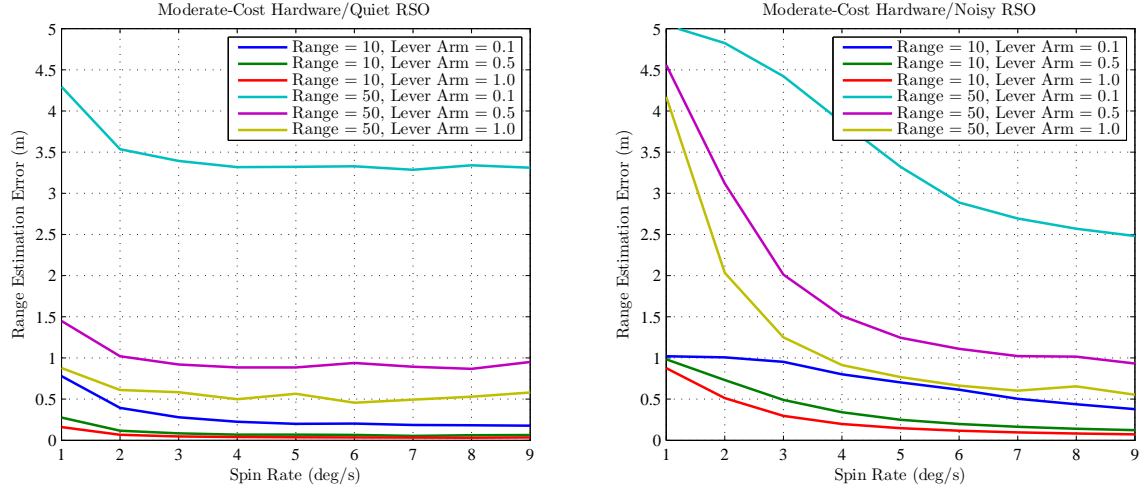 Moderate-Cost Hardware/Quiet RSO
5
4.5
4
3.5
3
2.5
2
1.5
1
0.5
0
Range Estimation Error (m)
Range = 10, Lever Arm = 0.1
Range = 10, Lever Arm = 0.5
Range = 10, Lever Arm = 1.0
Range = 50, Lever Arm = 0.1
Range = 50, Lever Arm = 0.5
Range = 50, Lever Arm = 1.0
1 2 3 4 5 6 7 8 9
Spin Rate (deg/s)
Moderate-Cost Hardware/Noisy RSO
5
4.5
4
3.5
3
2.5
2
1.5
1
0.5
0
Range Estimation Error (m)
Range = 10, Lever Arm = 0.1
Range = 10, Lever Arm = 0.5
Range = 10, Lever Arm = 1.0
Range = 50, Lever Arm = 0.1
Range = 50, Lever Arm = 0.5
Range = 50, Lever Arm = 1.0
1 2 3 4 5 6 7 8 9
Spin Rate (deg/s)